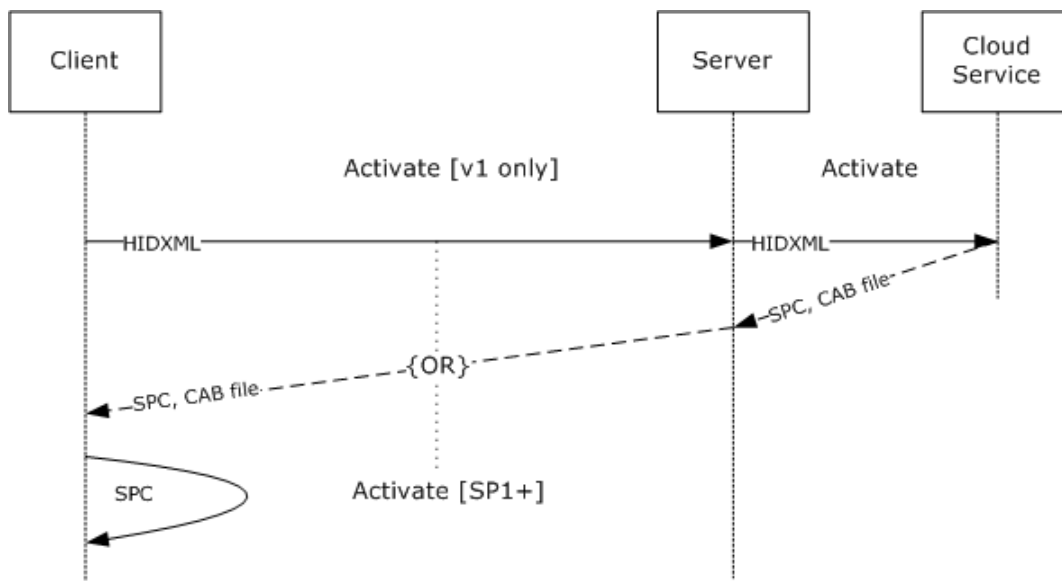 Client
Server
Cloud
Service
Activate [v1 only]
Activate
HIDXML
HIDXML
SPC, CAB file
{OR}
SPC, CAB file
SPC
Activate [SP1+]